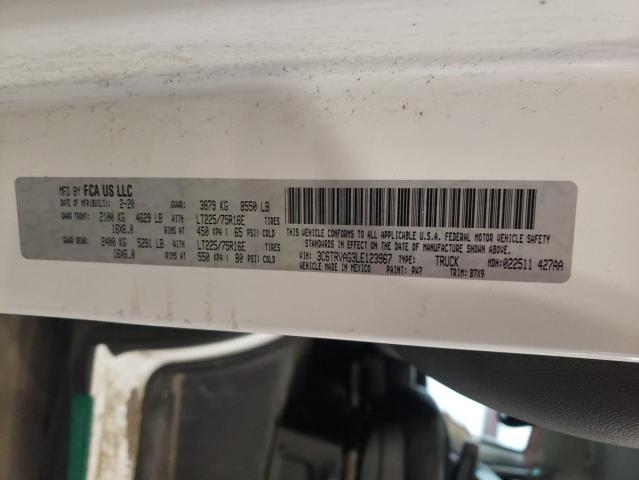 MFD BY FCA US LLC
DATE OF MFR(BUILT): 2-20 GVWR: 3879 KG 8550 LB
GAWR FRONT 2100 KG 4629 LB WITH LT225/75R16E TIRES
16X6.0 RIMS AT 450 KPA ( 65 PSI) COLD
GAWR REAR 2400 KG 5291 LB WITH LT225/75R16E TIRES
16X6.0 RIMS AT 550 KPA ( 80 PSI) COLD
THIS VEHICLE CONFORMS TO ALL APPLICABLE U.S.A. FEDERAL MOTOR VEHICLE SAFETY
STANDARDS IN EFFECT ON THE DATE OF MANUFACTURE SHOWN ABOVE.
VIN: 3C6TRVAG3LE123967 TYPE: TRUCK MDH:022511 427AA
VEHICLE MADE IN MEXICO PAINT: PW7 TRIM: B7X9